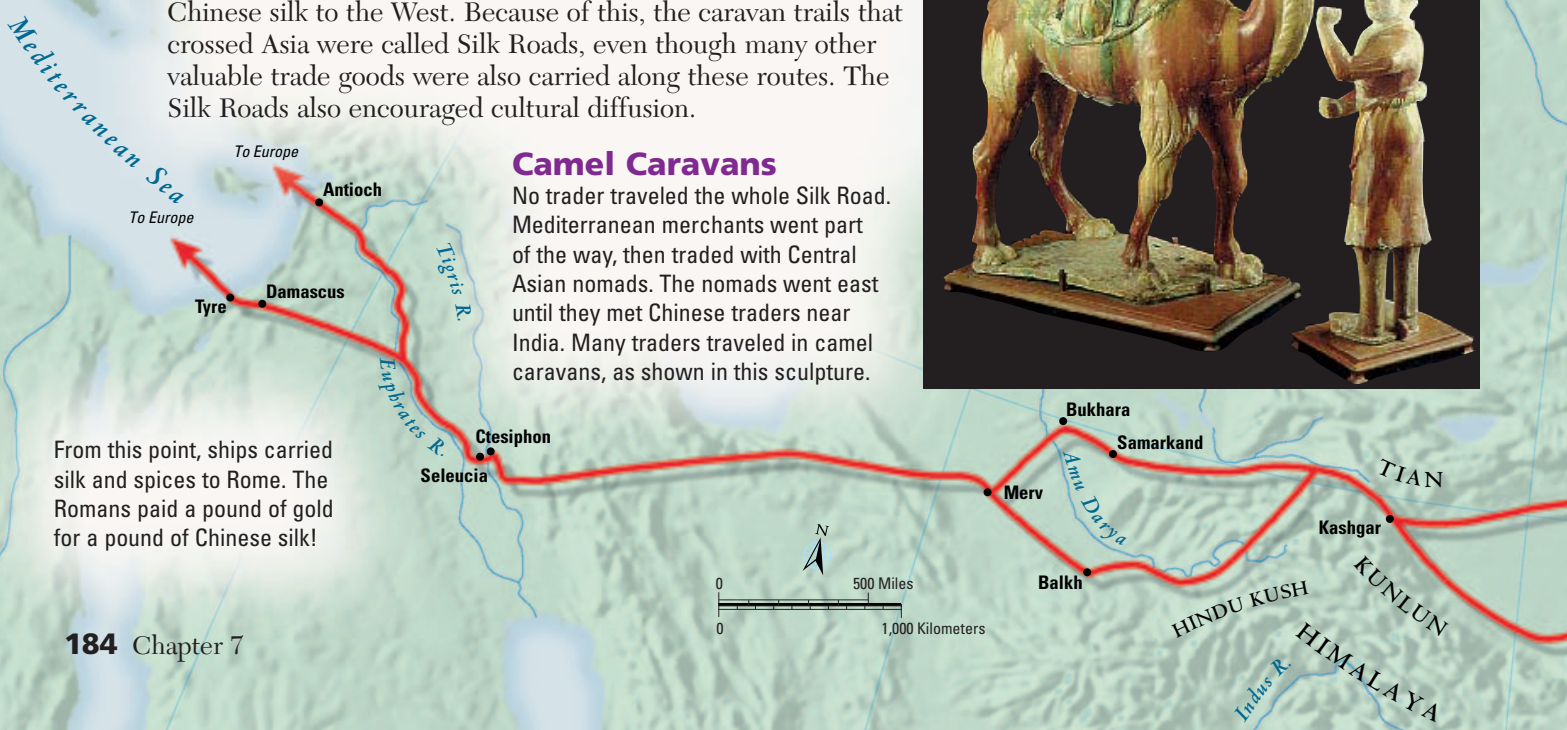 Chinese silk to the West. Because of this, the caravan trails that
crossed Asia were called Silk Roads, even though many other
valuable trade goods were also carried along these routes. The
Silk Roads also encouraged cultural diffusion.
Mediterranean Sea
To Europe
Antioch
To Europe
Tyre
Damascus
Tigris R.
Euphrates R.
Camel Caravans
No trader traveled the whole Silk Road.
Mediterranean merchants went part
of the way, then traded with Central
Asian nomads. The nomads went east
until they met Chinese traders near
India. Many traders traveled in camel
caravans, as shown in this sculpture.
From this point, ships carried
silk and spices to Rome. The
Romans paid a pound of gold
for a pound of Chinese silk!
Ctesiphon
Seleucia
Merv
Bukhara
Samarkand
Amu Darya
Balkh
Kashgar
TIAN
KUNLUN
HINDU KUSH
HIMALAYA
Indus R.
N
0 500 Miles
0 1,000 Kilometers
184 Chapter 7